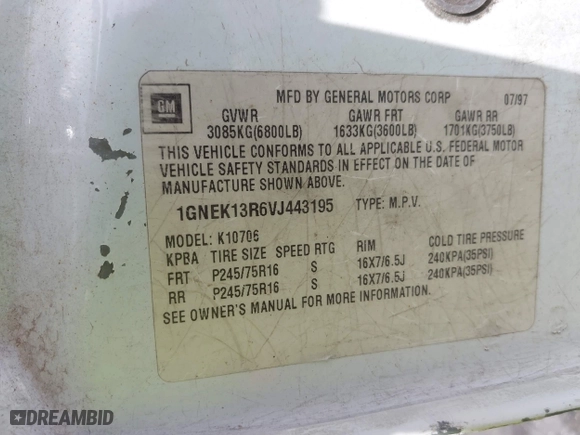 GM
MFD BY GENERAL MOTORS CORP 07/97
GVWR GAWR FRT GAWR RR
3085KG(6800LB) 1633KG(3600LB) 1701KG(3750LB)
THIS VEHICLE CONFORMS TO ALL APPLICABLE U.S. FEDERAL MOTOR
VEHICLE SAFETY STANDARDS IN EFFECT ON THE DATE OF
MANUFACTURE SHOWN ABOVE.
1GNEK13R6VJ443195 TYPE: M.P.V.
MODEL: K10706
KPBA TIRE SIZE SPEED RTG RIM COLD TIRE PRESSURE
FRT P245/75R16 S 16X7/6.5J 240KPA(35PSI)
RR P245/75R16 S 16X7/6.5J 240KPA(35PSI)
SEE OWNER'S MANUAL FOR MORE INFORMATION.
DREAMBID